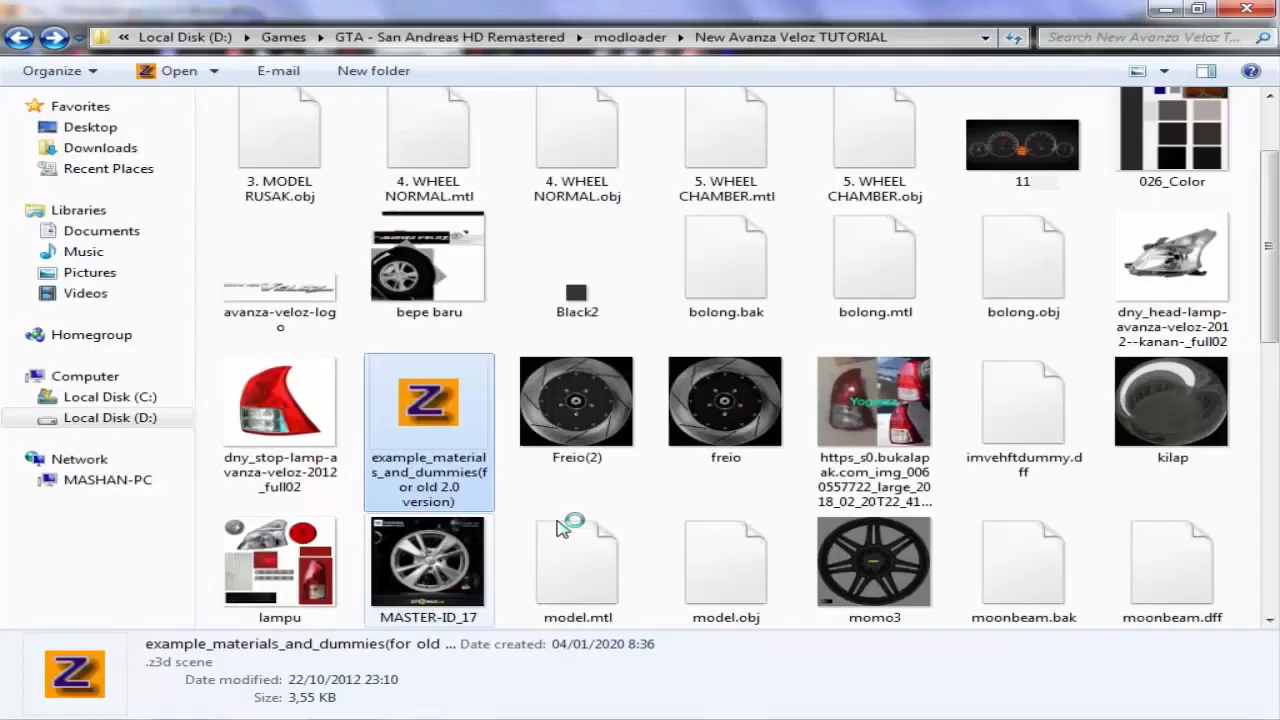 « Local Disk (D:) ▸ Games ▸ GTA - San Andreas HD Remastered ▸ modloader ▸ New Avanza Veloz TUTORIAL
Search New Avanza Veloz T...
Organize Open E-mail New folder
Favorites
Desktop
Downloads
Recent Places
Libraries
Documents
Music
Pictures
Videos
Homegroup
Computer
Local Disk (C:)
Local Disk (D:)
Network
MASHAN-PC
3. MODEL
RUSAK.obj
4. WHEEL
NORMAL.mtl
4. WHEEL
NORMAL.obj
5. WHEEL
CHAMBER.mtl
5. WHEEL
CHAMBER.obj
11
026_Color
avanza-veloz-log
o
bepe baru
Black2
bolong.bak
bolong.mtl
bolong.obj
dny_head-lamp-
avanza-veloz-201
2--kanan-_full02
dny_stop-lamp-a
vanza-veloz-2012
_full02
example_material
s_and_dummies(f
or old 2.0
version)
Freio(2)
freio
https_s0.bukalap
ak.com_img_006
0557722_large_20
18_02_20T22_41...
imvehftdummy.d
ff
kilap
lampu
MASTER-ID_17
model.mtl
model.obj
momo3
moonbeam.bak
moonbeam.dff
example_materials_and_dummies(for old ... Date created: 04/01/2020 8:36
.z3d scene
Date modified: 22/10/2012 23:10
Size: 3,55 KB